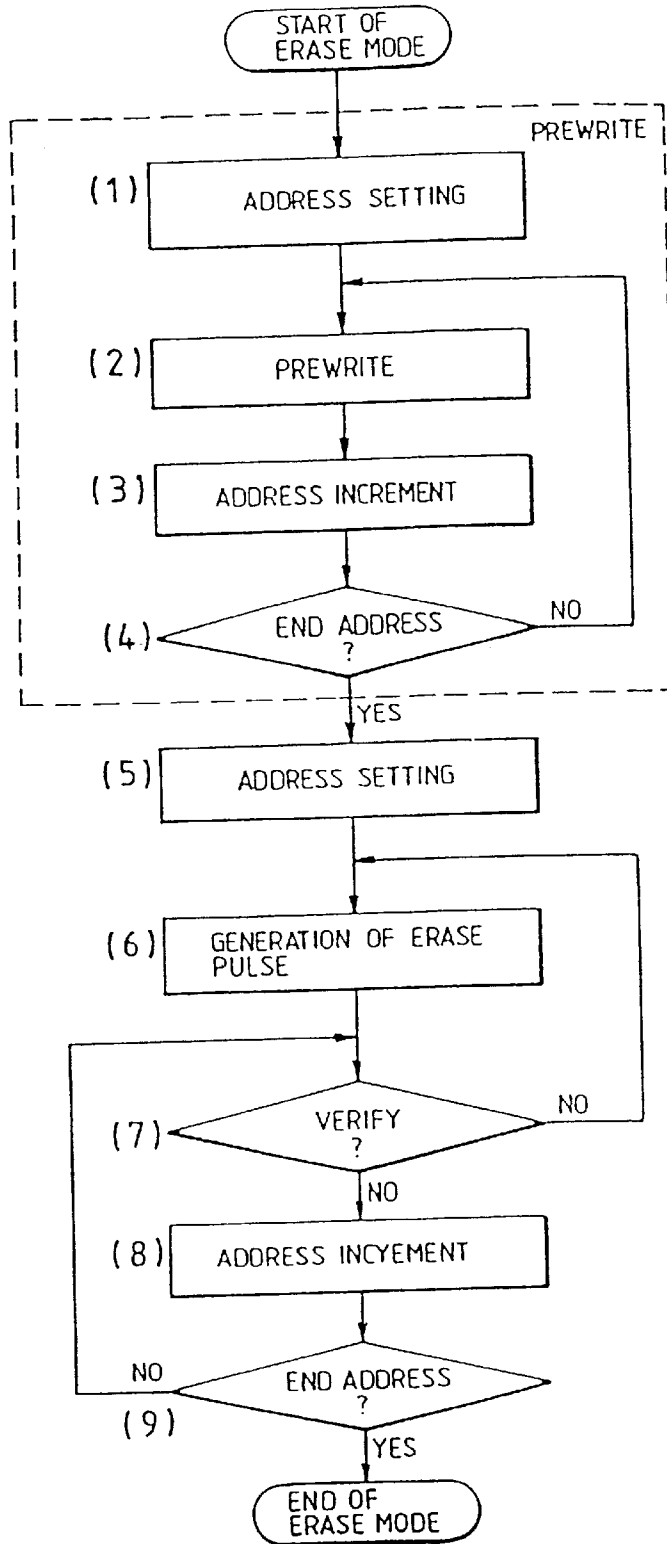 START OF
ERASE MODE
PREWRITE
(1)
ADDRESS SETTING
(2)
PREWRITE
(3)
ADDRESS INCREMENT
(4)
END ADDRESS
?
NO
YES
(5)
ADDRESS SETTING
(6)
GENERATION OF ERASE
PULSE
(7)
VERIFY
?
NO
NO
(8)
ADDRESS INCYEMENT
NO
(9)
END ADDRESS
?
YES
END OF
ERASE MODE